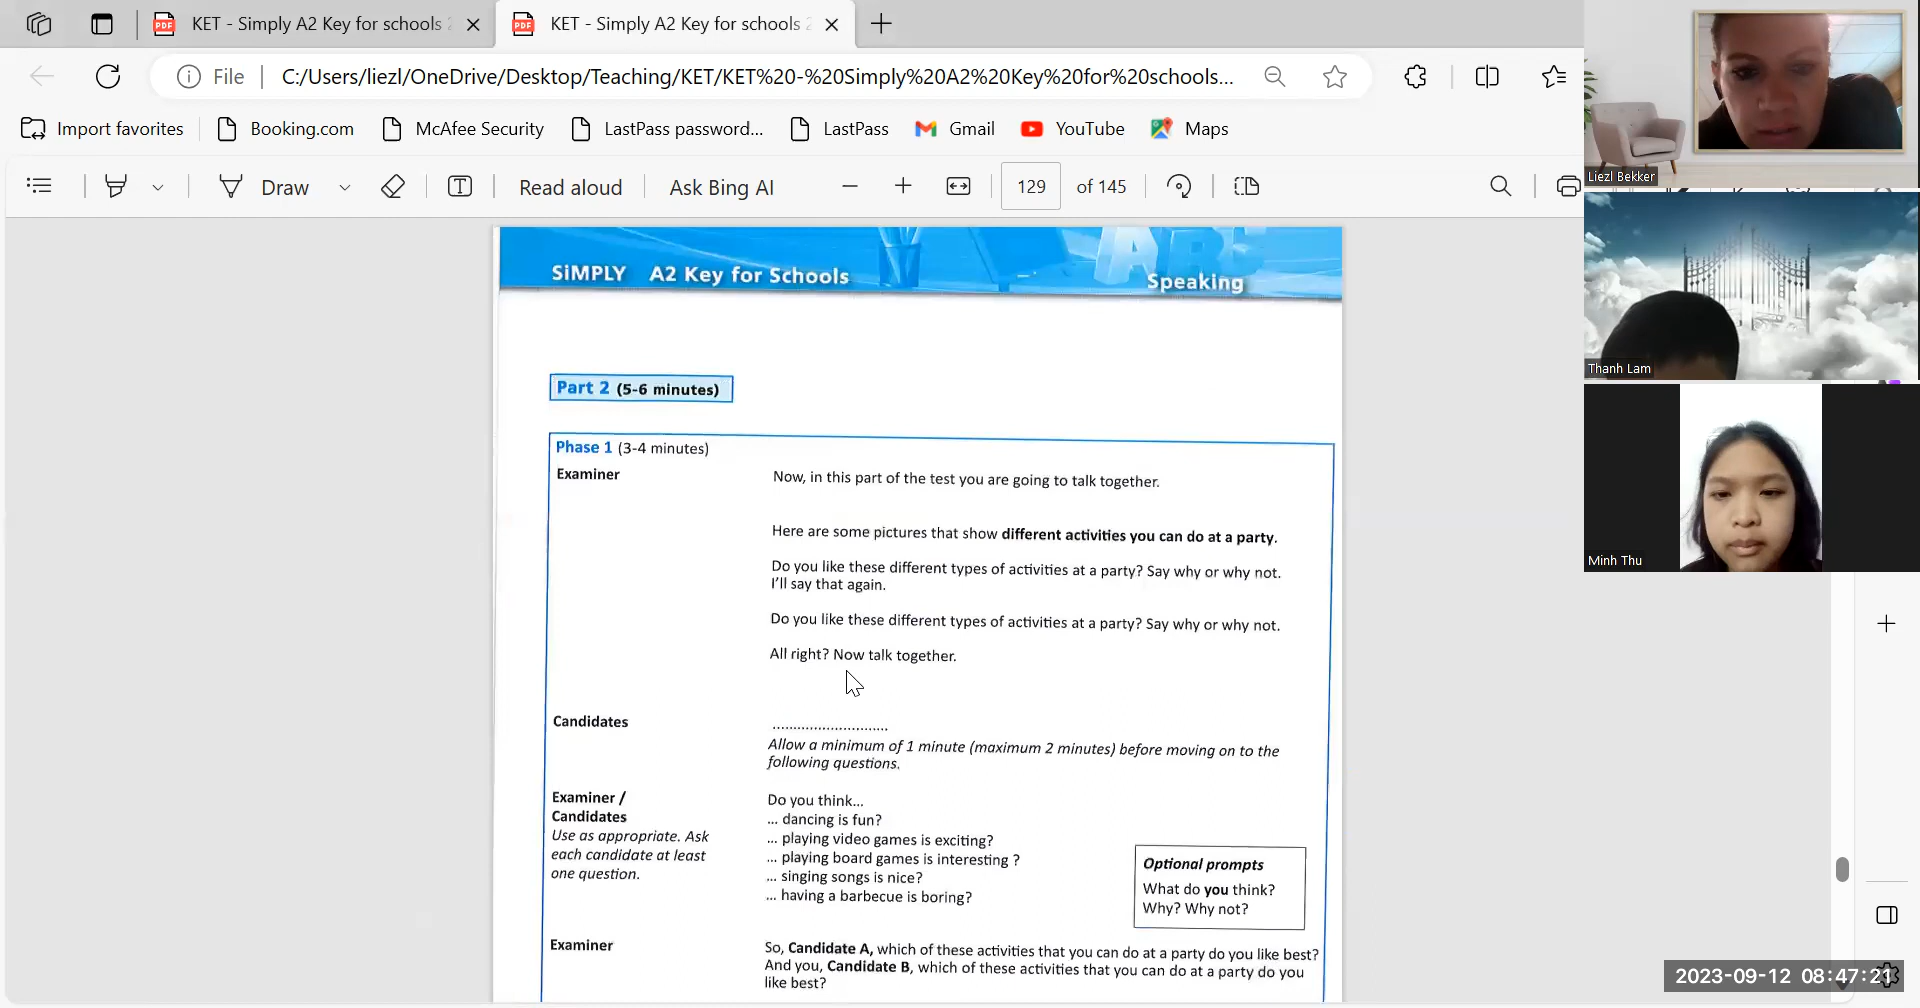 KET - Simply A2 Key for schools
KET - Simply A2 Key for schools
File
C:/Users/liezl/OneDrive/Desktop/Teaching/KET/KET%20-%20Simply%20A2%20Key%20for%20schools...
Import favorites
Booking.com
McAfee Security
LastPass password...
LastPass
Gmail
YouTube
Maps
Draw
Read aloud
Ask Bing AI
129
of 145
Liezl Bekker
Thanh Lam
Minh Thu
SiMPLY A2 Key for Schools
Speaking
Part 2 (5-6 minutes)
Phase 1 (3-4 minutes)
Examiner
Now, in this part of the test you are going to talk together.
Here are some pictures that show different activities you can do at a party.
Do you like these different types of activities at a party? Say why or why not.
I'll say that again.
Do you like these different types of activities at a party? Say why or why not.
All right? Now talk together.
Candidates
............................
Allow a minimum of 1 minute (maximum 2 minutes) before moving on to the
following questions.
Examiner /
Candidates
Use as appropriate. Ask
each candidate at least
one question.
Do you think...
... dancing is fun?
... playing video games is exciting?
... playing board games is interesting ?
... singing songs is nice?
... having a barbecue is boring?
Optional prompts
What do you think?
Why? Why not?
Examiner
So, Candidate A, which of these activities that you can do at a party do you like best?
And you, Candidate B, which of these activities that you can do at a party do you
like best?
2023-09-12 08:47:21